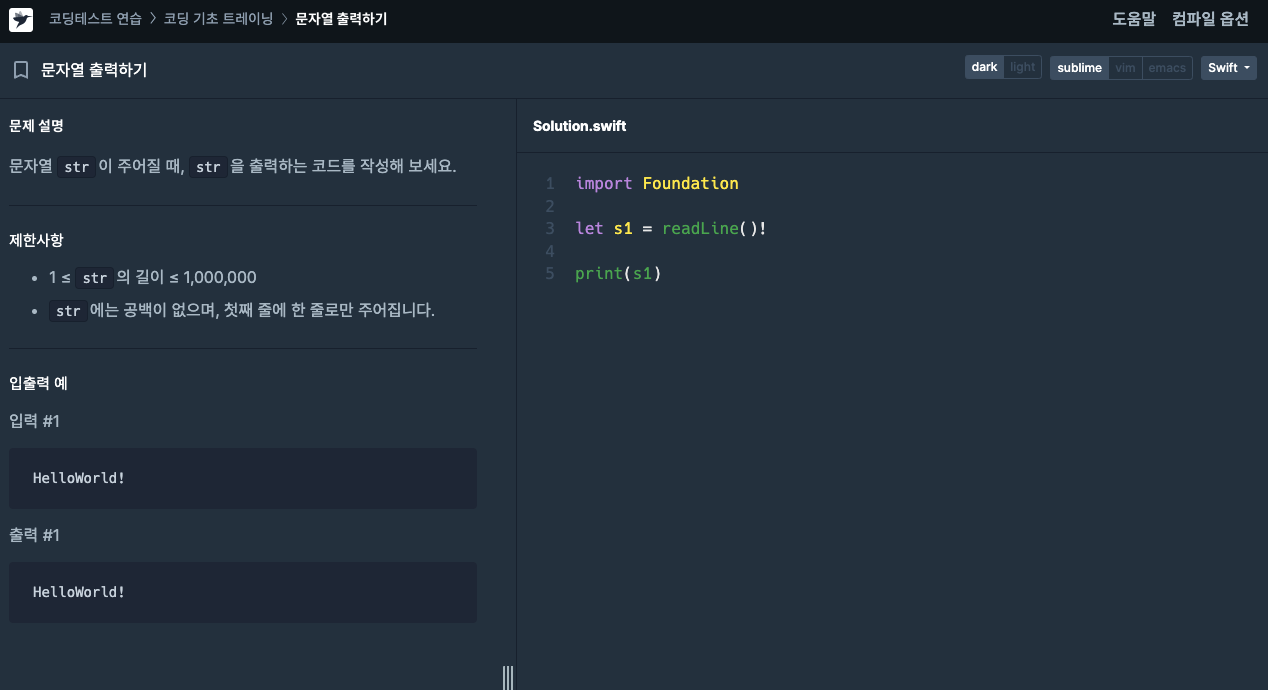 코딩테스트 연습 > 코딩 기초 트레이닝 > 문자열 출력하기
도움말 컴파일 옵션
문자열 출력하기
dark light sublime vim emacs Swift
문제 설명
문자열 str 이 주어질 때, str 을 출력하는 코드를 작성해 보세요.
제한사항
• 1 ≤ str 의 길이 ≤ 1,000,000
• str 에는 공백이 없으며, 첫째 줄에 한 줄로만 주어집니다.
입출력 예
입력 #1
HelloWorld!
출력 #1
HelloWorld!
Solution.swift
1 import Foundation
2
3 let s1 = readLine()!
4
5 print(s1)